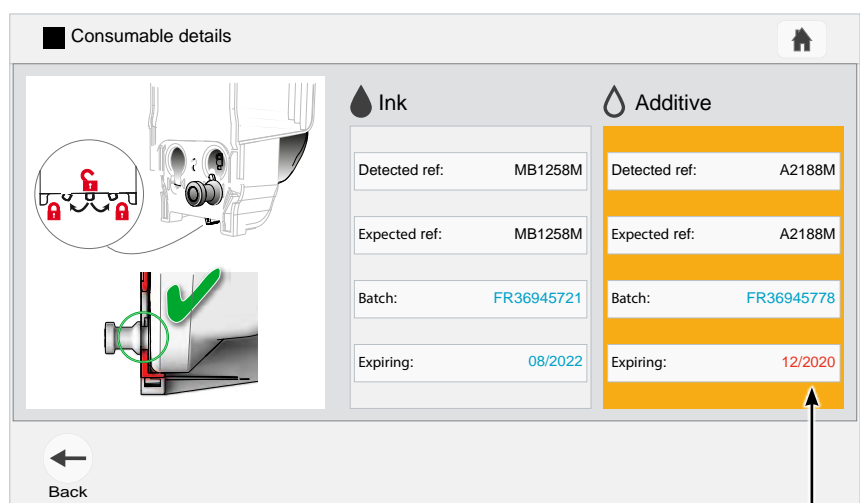 Consumable details
Ink
Detected ref: MB1258M
Expected ref: MB1258M
Batch: FR36945721
Expiring: 08/2022
Additive
Detected ref: A2188M
Expected ref: A2188M
Batch: FR36945778
Expiring: 12/2020
Back